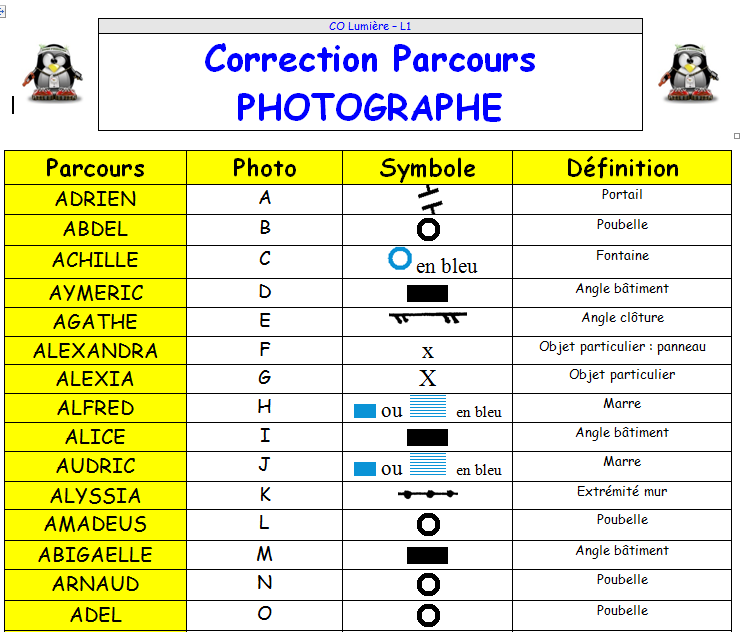 CO Lumière – L1
Correction Parcours
PHOTOGRAPHE
Parcours Photo Symbole Définition
ADRIEN A Portail
ABDEL B Poubelle
ACHILLE C en bleu Fontaine
AYMERIC D Angle bâtiment
AGATHE E Angle clôture
ALEXANDRA F x Objet particulier : panneau
ALEXIA G X Objet particulier
ALFRED H ou en bleu Marre
ALICE I Angle bâtiment
AUDRIC J ou en bleu Marre
ALYSSIA K Extrémité mur
AMADEUS L Poubelle
ABIGAELLE M Angle bâtiment
ARNAUD N Poubelle
ADEL O Poubelle